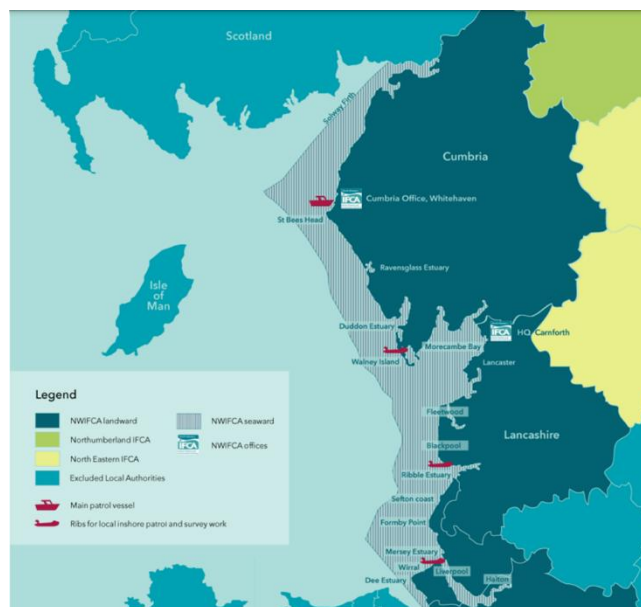 Scotland
Solway Firth
Cumbria
IFCA
Cumbria Office, Whitehaven
St Bees Head
Ravensglass Estuary
Isle
of
Man
Duddon Estuary
IFCA
HQ, Carnforth
Morecambe Bay
Walney Island
Lancaster
Fleetwood
Lancashire
Blackpool
Ribble Estuary
Sefton coast
Formby Point
Mersey Estuary
Wirral
Liverpool
Dee Estuary
Halton
Legend
NWIFCA landward
NWIFCA seaward
Northumberland IFCA
IFCA
NWIFCA offices
North Eastern IFCA
Excluded Local Authorities
Main patrol vessel
Ribs for local inshore patrol and survey work